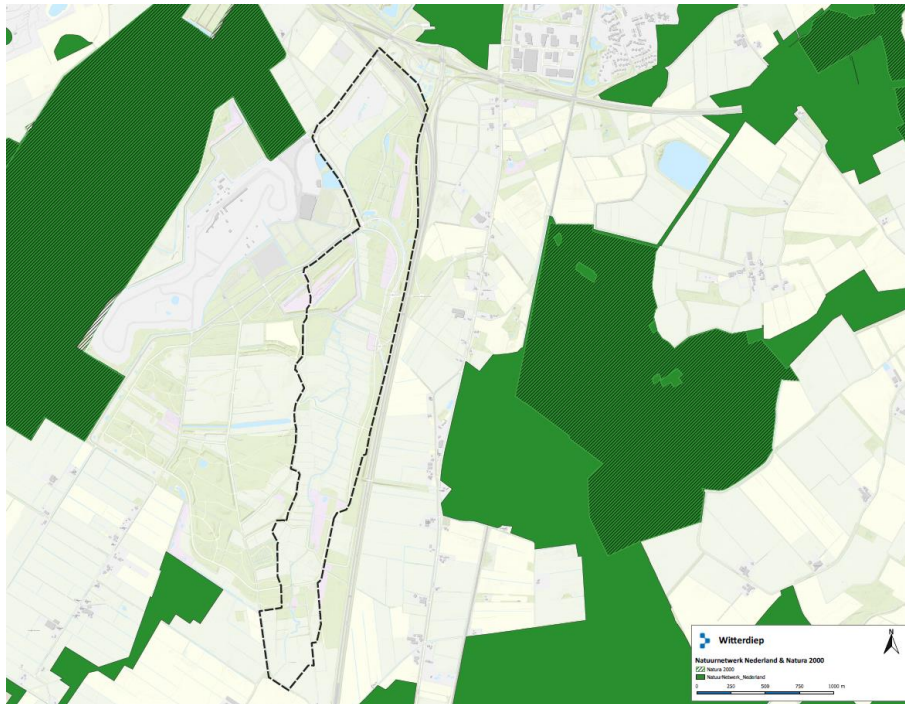 Witterdiep
N
Natuurnetwerk Nederland & Natura 2000
Natura 2000
NatuurNetwerk_Nederland
0 250 500 750 1000 m